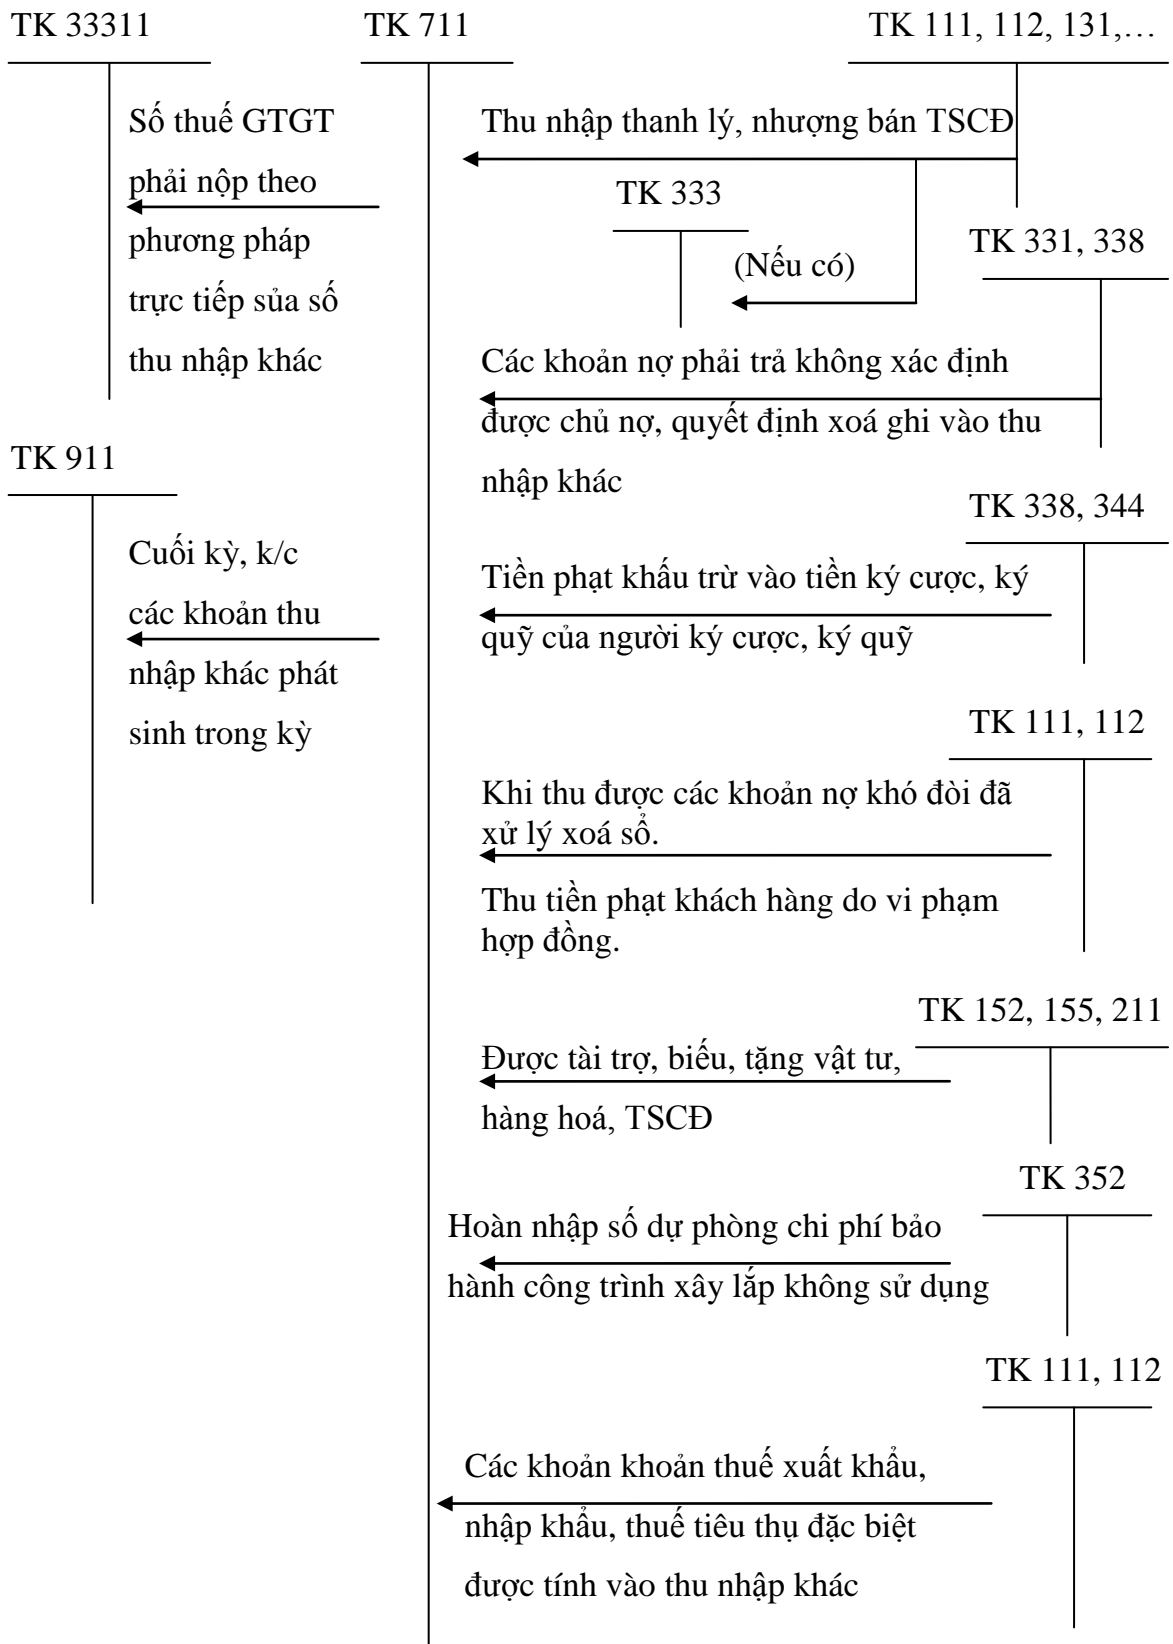 TK 33311
TK 711
TK 111, 112, 131,…
Số thuế GTGT
phải nộp theo
phương pháp
trực tiếp sủa số
thu nhập khác
Thu nhập thanh lý, nhượng bán TSCĐ
TK 333
(Nếu có)
TK 331, 338
Các khoản nợ phải trả không xác định
được chủ nợ, quyết định xoá ghi vào thu
nhập khác
TK 911
Cuối kỳ, k/c
các khoản thu
nhập khác phát
sinh trong kỳ
TK 338, 344
Tiền phạt khấu trừ vào tiền ký cược, ký
quỹ của người ký cược, ký quỹ
TK 111, 112
Khi thu được các khoản nợ khó đòi đã
xử lý xoá sổ.
Thu tiền phạt khách hàng do vi phạm
hợp đồng.
TK 152, 155, 211
Được tài trợ, biếu, tặng vật tư,
hàng hoá, TSCĐ
TK 352
Hoàn nhập số dự phòng chi phí bảo
hành công trình xây lắp không sử dụng
TK 111, 112
Các khoản khoản thuế xuất khẩu,
nhập khẩu, thuế tiêu thụ đặc biệt
được tính vào thu nhập khác